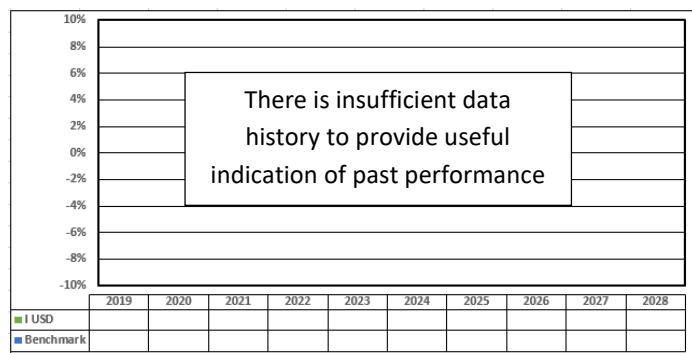 10%
8%
6%
4%
2%
0%
-2%
-4%
-6%
-8%
-10%
There is insufficient data
history to provide useful
indication of past performance
2019 2020 2021 2022 2023 2024 2025 2026 2027 2028
I USD
Benchmark